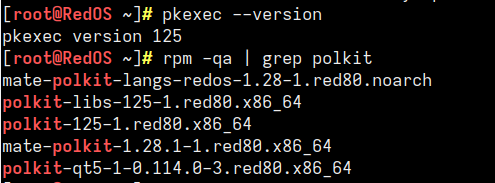 [root@RedOS ~]# pkexec --version
pkexec version 125
[root@RedOS ~]# rpm -qa | grep polkit
mate-polkit-langs-redos-1.28-1.red80.noarch
polkit-libs-125-1.red80.x86_64
polkit-125-1.red80.x86_64
mate-polkit-1.28.1-1.red80.x86_64
polkit-qt5-1-0.114.0-3.red80.x86_64